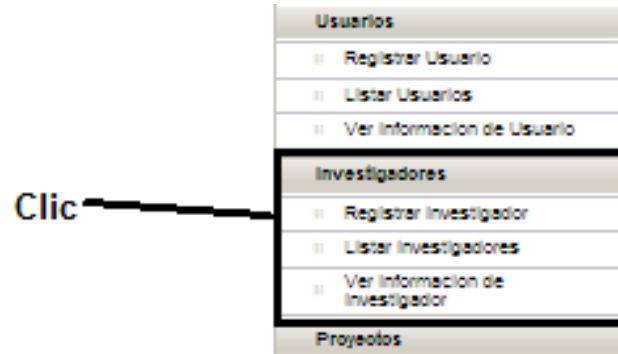 Usuarios
Registrar Usuario
Listar Usuarios
Ver Informacion de Usuario
Investigadores
Clic
Registrar Investigador
Listar Investigadores
Ver Informacion de
Investigador
Proyectos